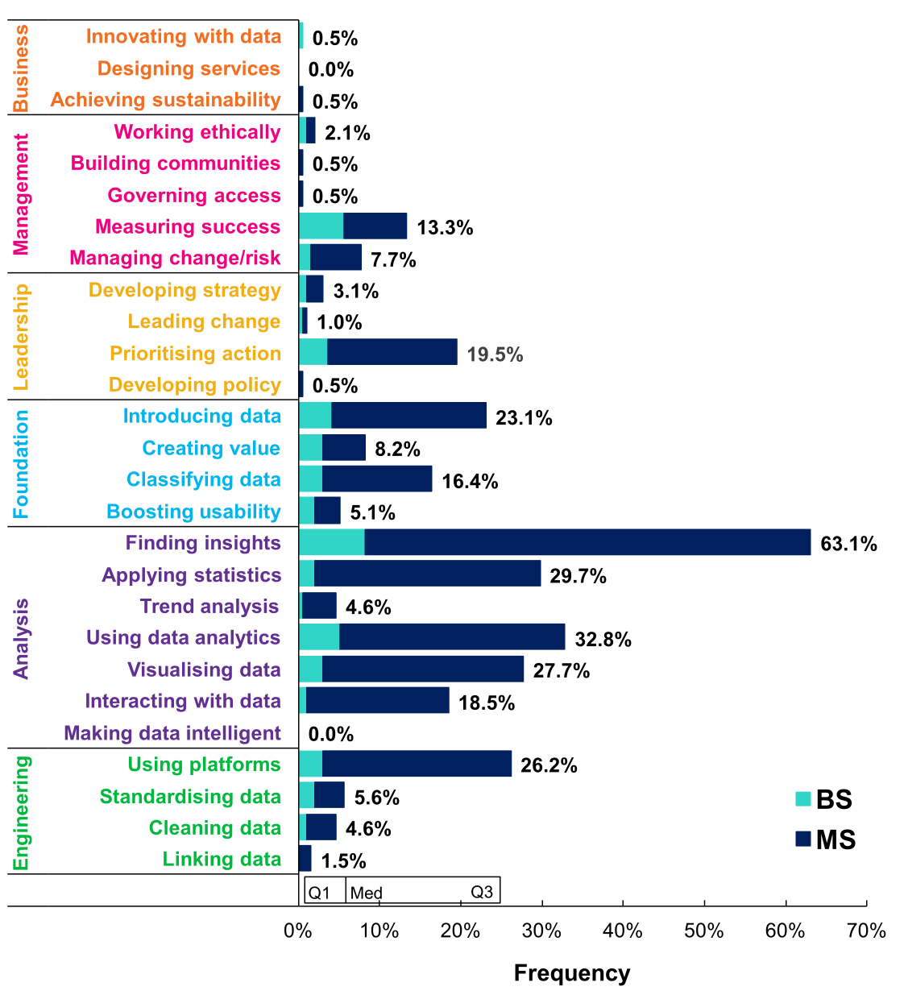 Business
Innovating with data 0.5%
Designing services 0.0%
Achieving sustainability 0.5%
Management
Working ethically 2.1%
Building communities 0.5%
Governing access 0.5%
Measuring success 13.3%
Managing change/risk 7.7%
Leadership
Developing strategy 3.1%
Leading change 1.0%
Prioritising action 19.5%
Developing policy 0.5%
Foundation
Introducing data 23.1%
Creating value 8.2%
Classifying data 16.4%
Boosting usability 5.1%
Analysis
Finding insights 63.1%
Applying statistics 29.7%
Trend analysis 4.6%
Using data analytics 32.8%
Visualising data 27.7%
Interacting with data 18.5%
Making data intelligent 0.0%
Engineering
Using platforms 26.2%
Standardising data 5.6%
Cleaning data 4.6%
Linking data 1.5%
BS
MS
Q1 Med Q3
0% 10% 20% 30% 40% 50% 60% 70%
Frequency